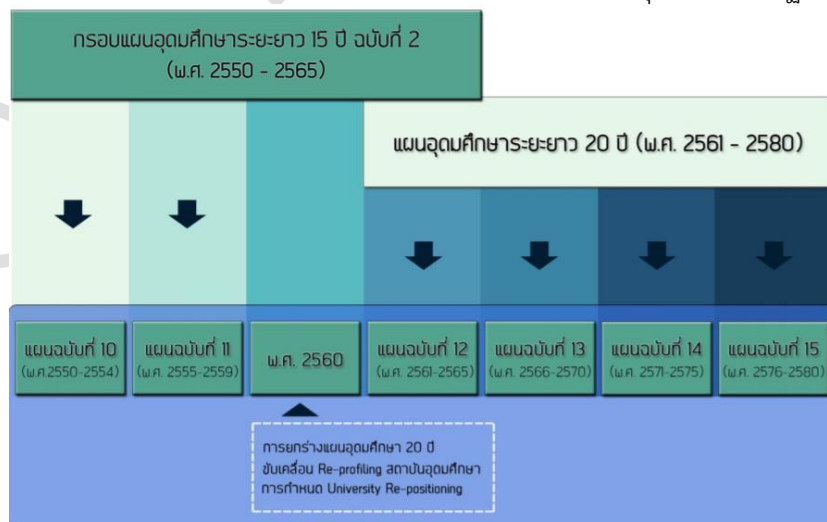 กรอบแผนอุดมศึกษาระยะยาว 15 ปี ฉบับที่ 2
(พ.ศ. 2550 - 2565)
แผนอุดมศึกษาระยะยาว 20 ปี (พ.ศ. 2561 - 2580)
แผนฉบับที่ 10
(พ.ศ.2550-2554)
แผนฉบับที่ 11
(พ.ศ. 2555-2559)
พ.ศ. 2560
แผนฉบับที่ 12
(พ.ศ. 2561-2565)
แผนฉบับที่ 13
(พ.ศ. 2566-2570)
แผนฉบับที่ 14
(พ.ศ. 2571-2575)
แผนฉบับที่ 15
(พ.ศ. 2576-2580)
การยกร่างแผนอุดมศึกษา 20 ปี
ขับเคลื่อน Re-profiling สถาบันอุดมศึกษา
การกำหนด University Re-positioning